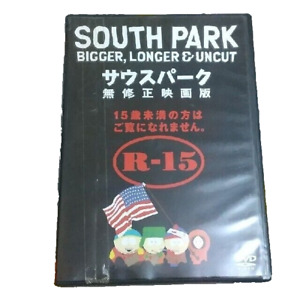 SOUTH PARK
BIGGER, LONGER & UNCUT
サウスパーク
無修正映画版
15歳未満の方は
ご覧になれません。
R-15
DVD